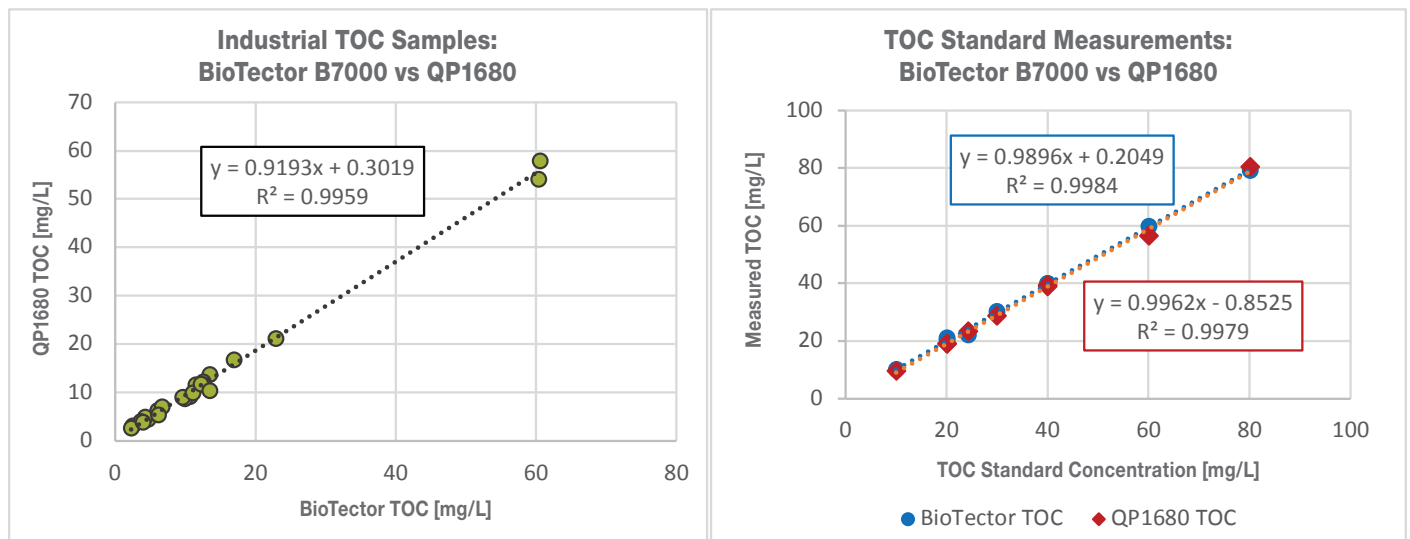 Industrial TOC Samples:
BioTector B7000 vs QP1680
70
60
50
40
30
20
10
0
y = 0.9193x + 0.3019
R² = 0.9959
QP1680 TOC [mg/L]
0 20 40 60 80
BioTector TOC [mg/L]
TOC Standard Measurements:
BioTector B7000 vs QP1680
100
80
60
40
20
0
y = 0.9896x + 0.2049
R² = 0.9984
y = 0.9962x - 0.8525
R² = 0.9979
Measured TOC [mg/L]
0 20 40 60 80 100
TOC Standard Concentration [mg/L]
BioTector TOC QP1680 TOC